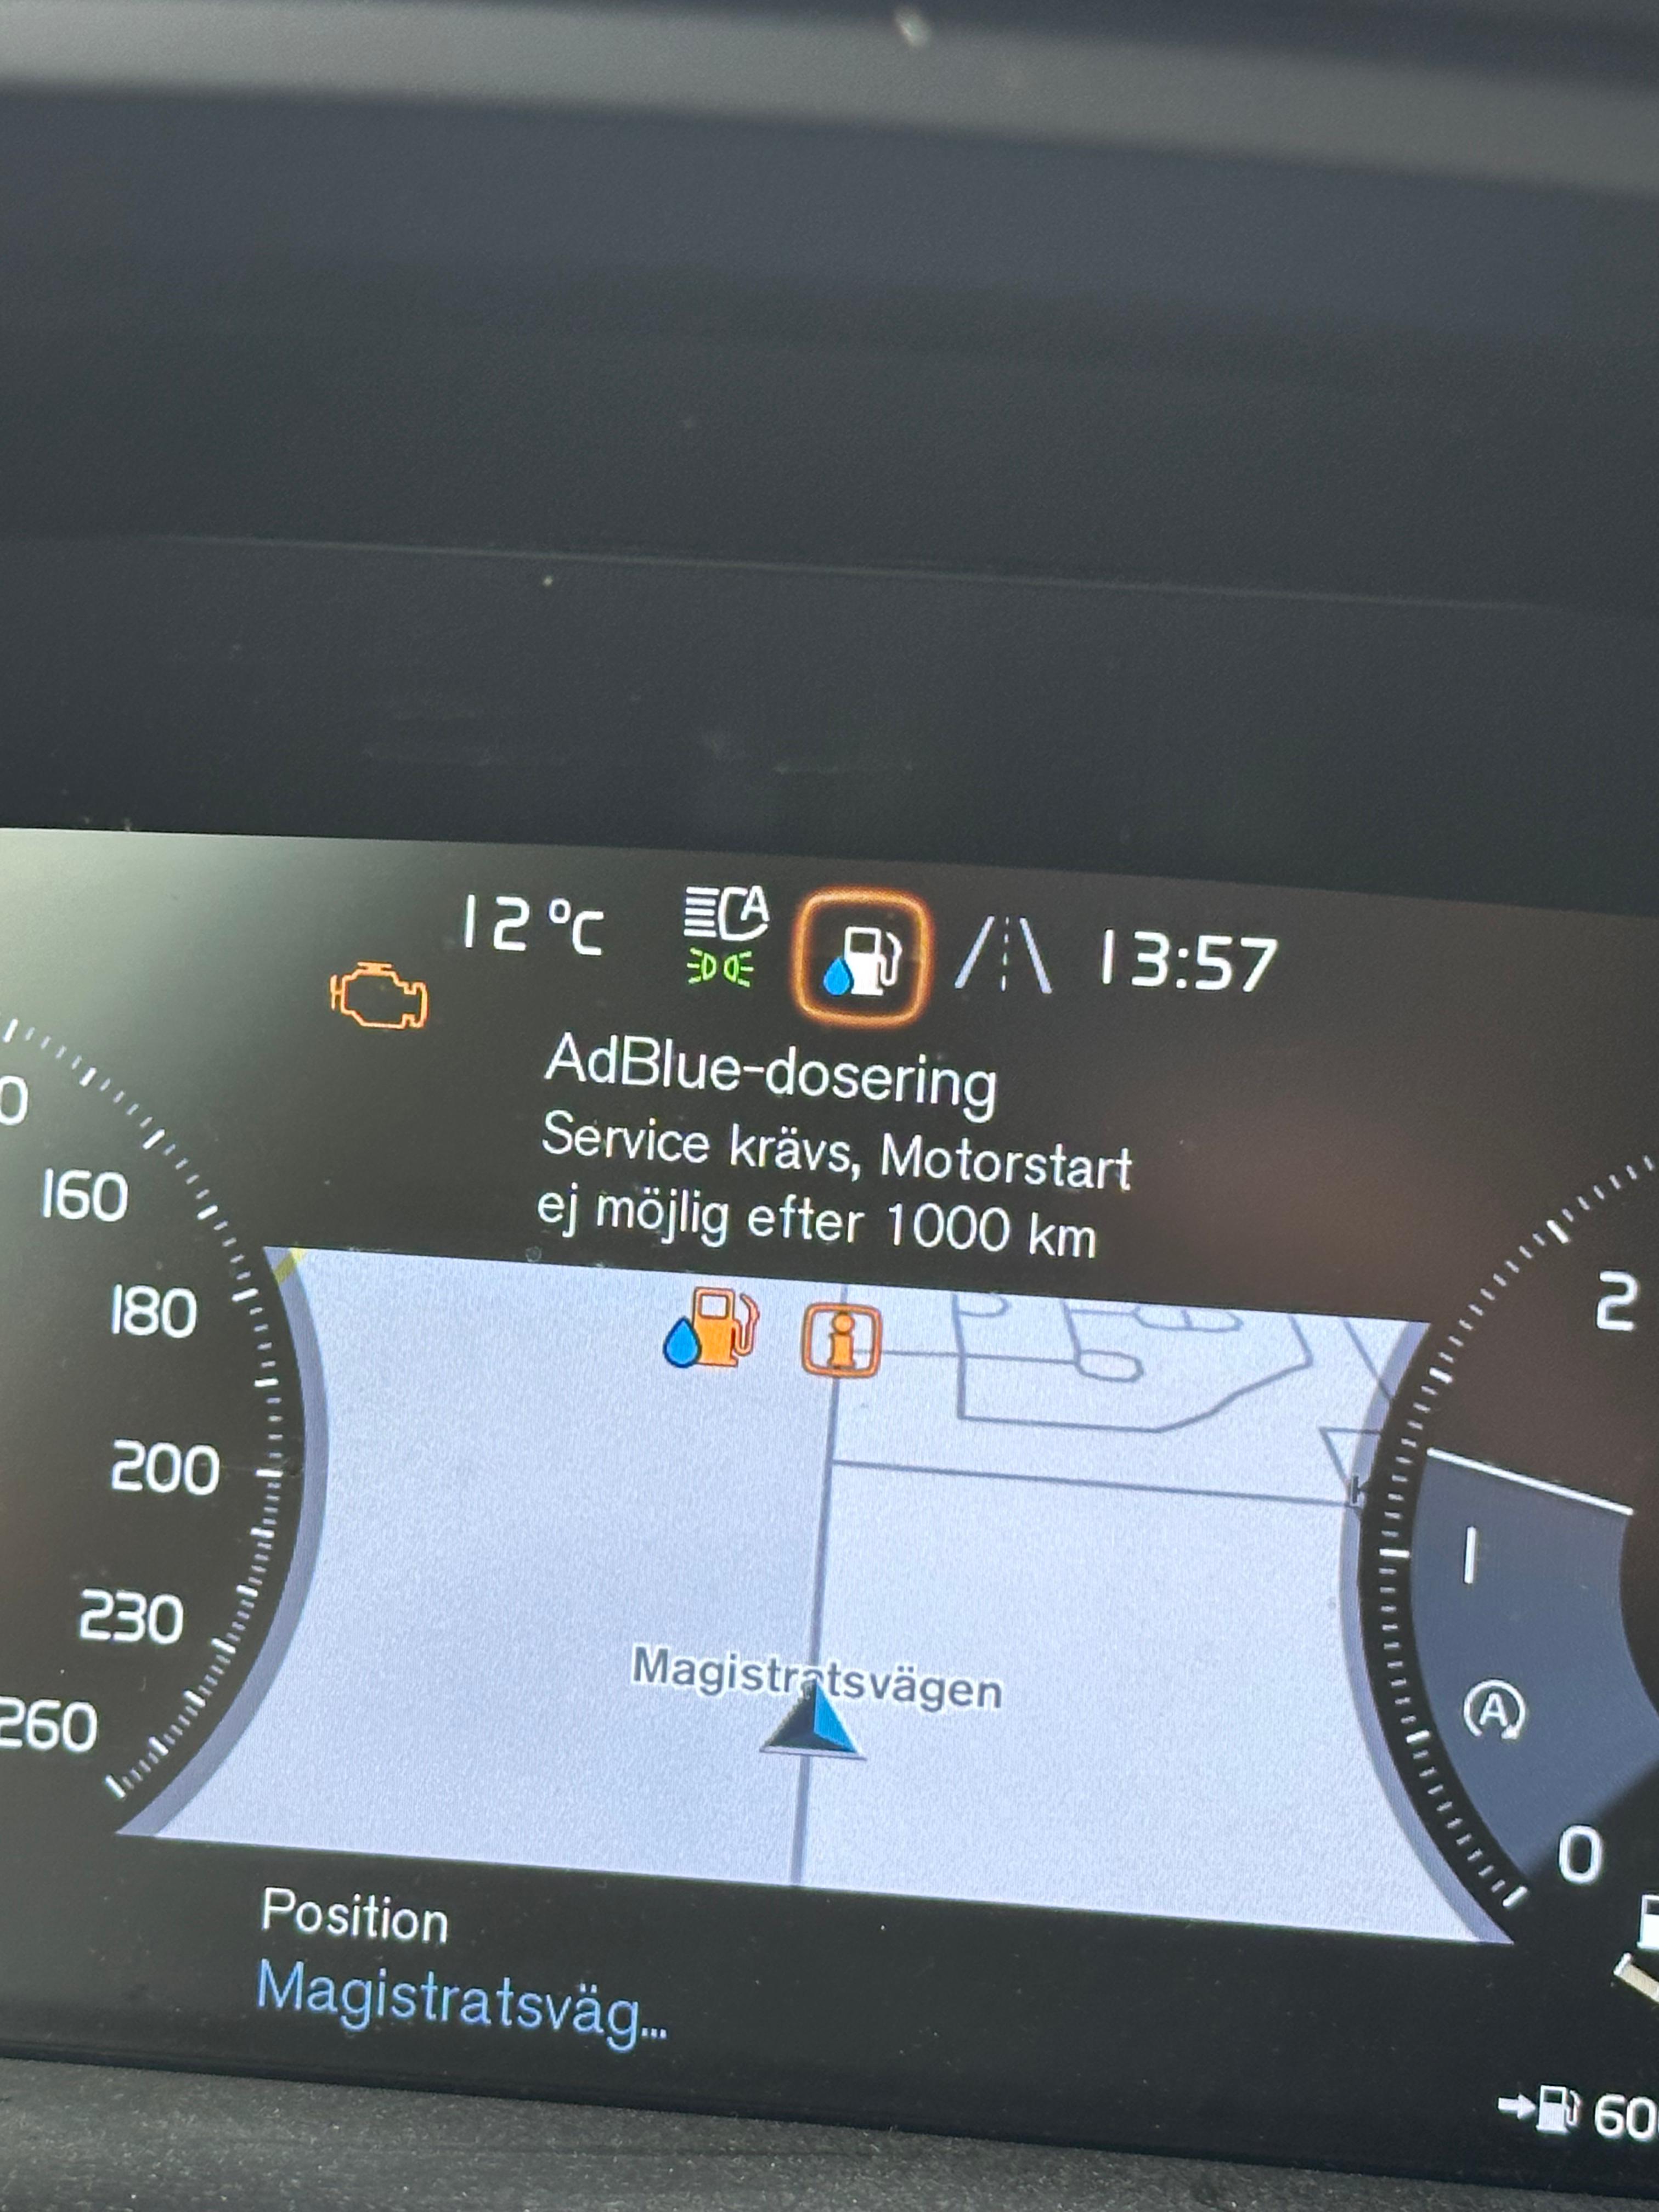 12 °C
A
13:57
AdBlue-dosering
Service krävs, Motorstart
ej möjlig efter 1000 km
0
160
180
200
230
260
i
Magistratsvägen
2
1
A
0
Position
Magistratsväg...